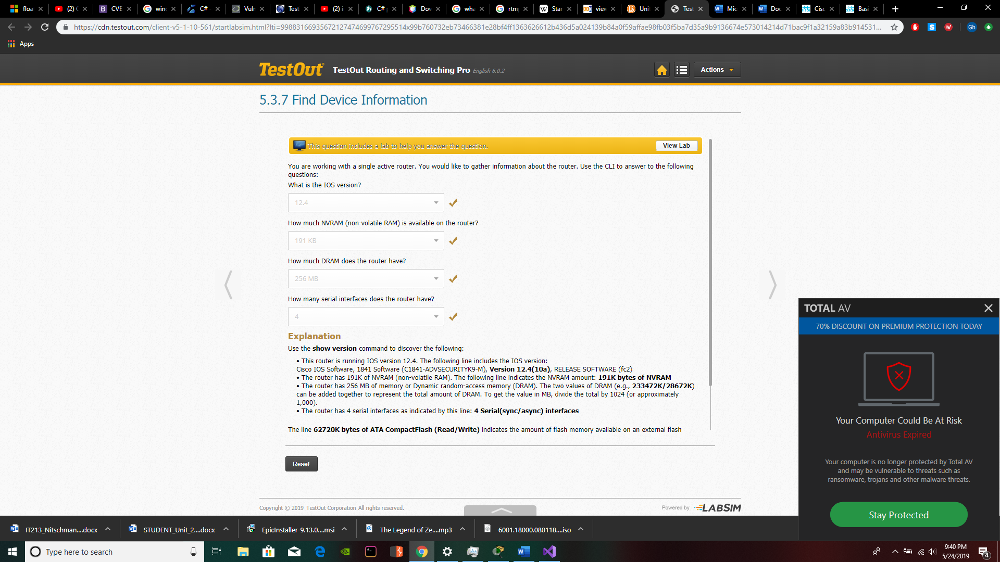 floa
(2) (
CVE
wind
C# -
Vulr
Test
(2) i
C# p
Dov
wha
rtm
Star
view
Unit
Test
Mic
Doc
Cisc
Basi
https://cdn.testout.com/client-v5-1-10-561/startlabsim.html?lti=
Apps
TestOut TestOut Routing and Switching Pro English 6.0.2
Actions
5.3.7 Find Device Information
This question includes a lab to help you answer the question.
View Lab
You are working with a single active router. You would like to gather information about the router. Use the CLI to answer to the following
questions:
What is the IOS version?
12.4
How much NVRAM (non-volatile RAM) is available on the router?
191 KB
How much DRAM does the router have?
256 MB
How many serial interfaces does the router have?
4
Explanation
Use the show version command to discover the following:
• This router is running IOS version 12.4. The following line includes the IOS version:
Cisco IOS Software, 1841 Software (C1841-ADVSECURITYK9-M), Version 12.4(10a), RELEASE SOFTWARE (fc2)
• The router has 191K of NVRAM (non-volatile RAM). The following line indicates the NVRAM amount: 191K bytes of NVRAM
• The router has 256 MB of memory or Dynamic random-access memory (DRAM). The two values of DRAM (e.g., 233472K/28672K)
can be added together to represent the total amount of DRAM. To get the value in MB, divide the total by 1024 (or approximately
1,000).
• The router has 4 serial interfaces as indicated by this line: 4 Serial(sync/async) interfaces
The line 62720K bytes of ATA CompactFlash (Read/Write) indicates the amount of flash memory available on an external flash
Reset
Copyright © 2019 TestOut Corporation All rights reserved.
Powered by LABSIM
TOTAL AV
70% DISCOUNT ON PREMIUM PROTECTION TODAY
Your Computer Could Be At Risk
Antivirus Expired
Your computer is no longer protected by Total AV
and may be vulnerable to threats such as
ransomware, trojans and other malware threats.
Stay Protected
IT213_Nitschman....docx
STUDENT_Unit_2....docx
EpicInstaller-9.13.0....msi
The Legend of Ze....mp3
6001.18000.080118....iso
Type here to search
9:40 PM
5/24/2019
4